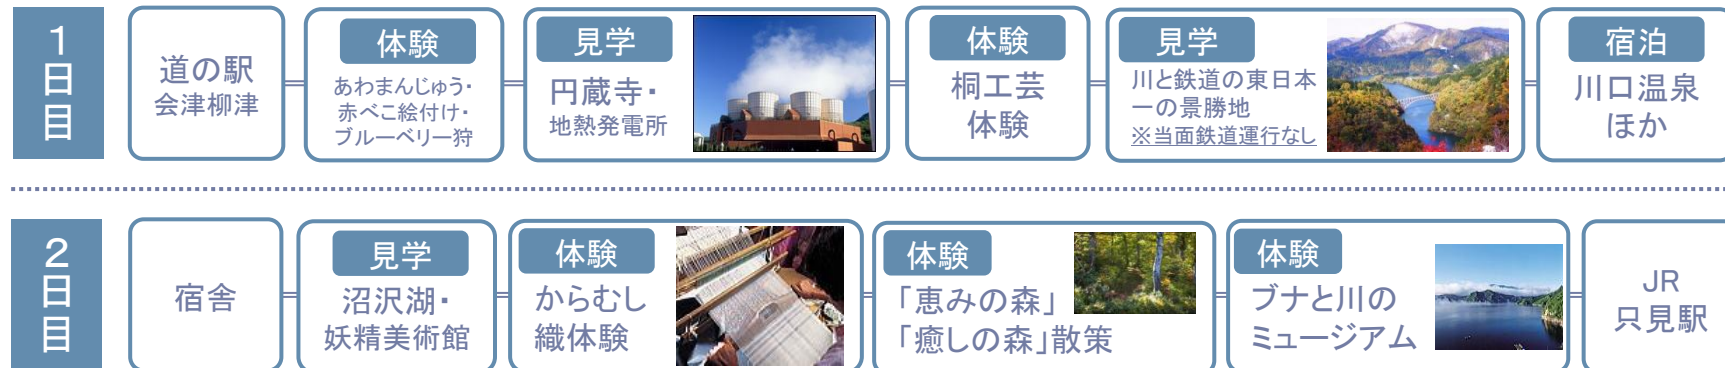 1日目
道の駅
会津柳津
体験
あわまんじゅう・
赤べこ絵付け・
ブルーベリー狩
見学
円蔵寺・
地熱発電所
体験
桐工芸
体験
見学
川と鉄道の東日本
一の景勝地
※当面鉄道運行なし
宿泊
川口温泉
ほか
2日目
宿舎
見学
沼沢湖・
妖精美術館
体験
からむし
織体験
体験
「恵みの森」
「癒しの森」散策
体験
ブナと川の
ミュージアム
JR
只見駅